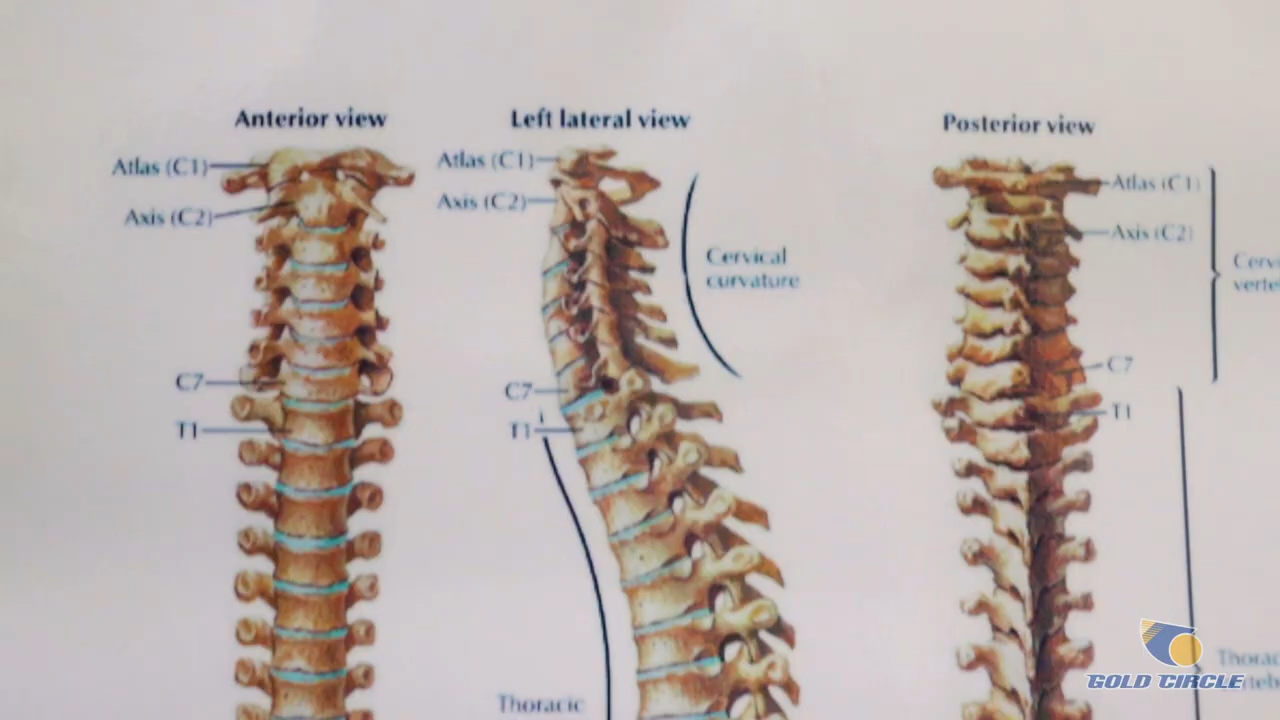 Anterior view
Atlas (C1)
Axis (C2)
C7
T1
Left lateral view
Atlas (C1)
Axis (C2)
Cervical
curvature
C7
T1
Thoracic
Posterior view
Atlas (C1)
Axis (C2)
C7
T1
GOLD CIRCLE